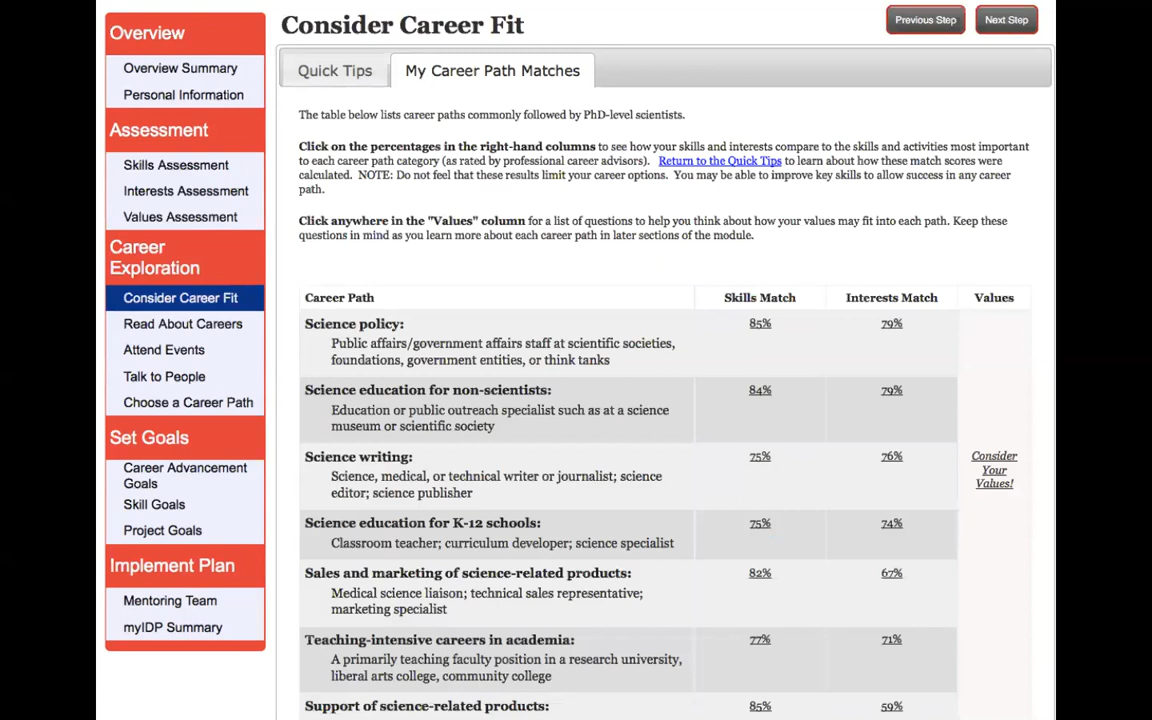 Overview
Overview Summary
Personal Information
Assessment
Skills Assessment
Interests Assessment
Values Assessment
Career
Exploration
Consider Career Fit
Read About Careers
Attend Events
Talk to People
Choose a Career Path
Set Goals
Career Advancement
Goals
Skill Goals
Project Goals
Implement Plan
Mentoring Team
myIDP Summary
Consider Career Fit
Previous Step
Next Step
Quick Tips
My Career Path Matches
The table below lists career paths commonly followed by PhD-level scientists.
Click on the percentages in the right-hand columns to see how your skills and interests compare to the skills and activities most important
to each career path category (as rated by professional career advisors). Return to the Quick Tips to learn about how these match scores were
calculated. NOTE: Do not feel that these results limit your career options. You may be able to improve key skills to allow success in any career
path.
Click anywhere in the "Values" column for a list of questions to help you think about how your values may fit into each path. Keep these
questions in mind as you learn more about each career path in later sections of the module.
Career Path Skills Match Interests Match Values
Science policy: 85% 79%
Public affairs/government affairs staff at scientific societies,
foundations, government entities, or think tanks
Science education for non-scientists: 84% 79%
Education or public outreach specialist such as at a science
museum or scientific society
Science writing: 75% 76%
Science, medical, or technical writer or journalist; science
editor; science publisher
Consider
Your
Values!
Science education for K-12 schools: 75% 74%
Classroom teacher; curriculum developer; science specialist
Sales and marketing of science-related products: 82% 67%
Medical science liaison; technical sales representative;
marketing specialist
Teaching-intensive careers in academia: 77% 71%
A primarily teaching faculty position in a research university,
liberal arts college, community college
Support of science-related products: 85% 59%